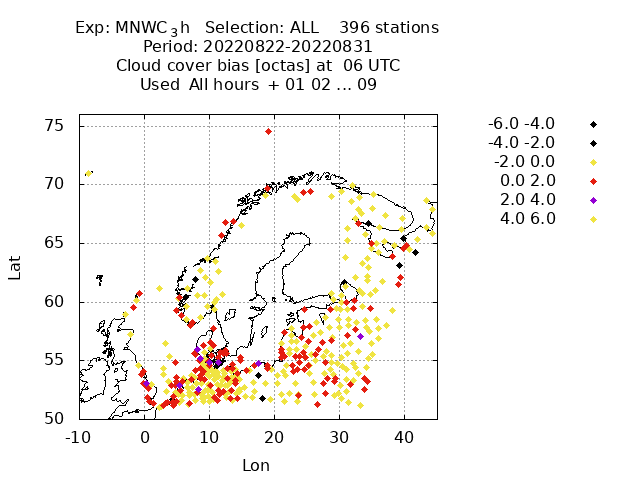 Exp: MNWC_3h   Selection: ALL    396 stations
Period: 20220822-20220831
Cloud cover bias [octas] at  06 UTC
Used  All hours  + 01 02 ... 09
-6.0 -4.0
-4.0 -2.0
-2.0 0.0
0.0 2.0
2.0 4.0
4.0 6.0
75
70
65
60
55
50
Lat
-10 0 10 20 30 40
Lon